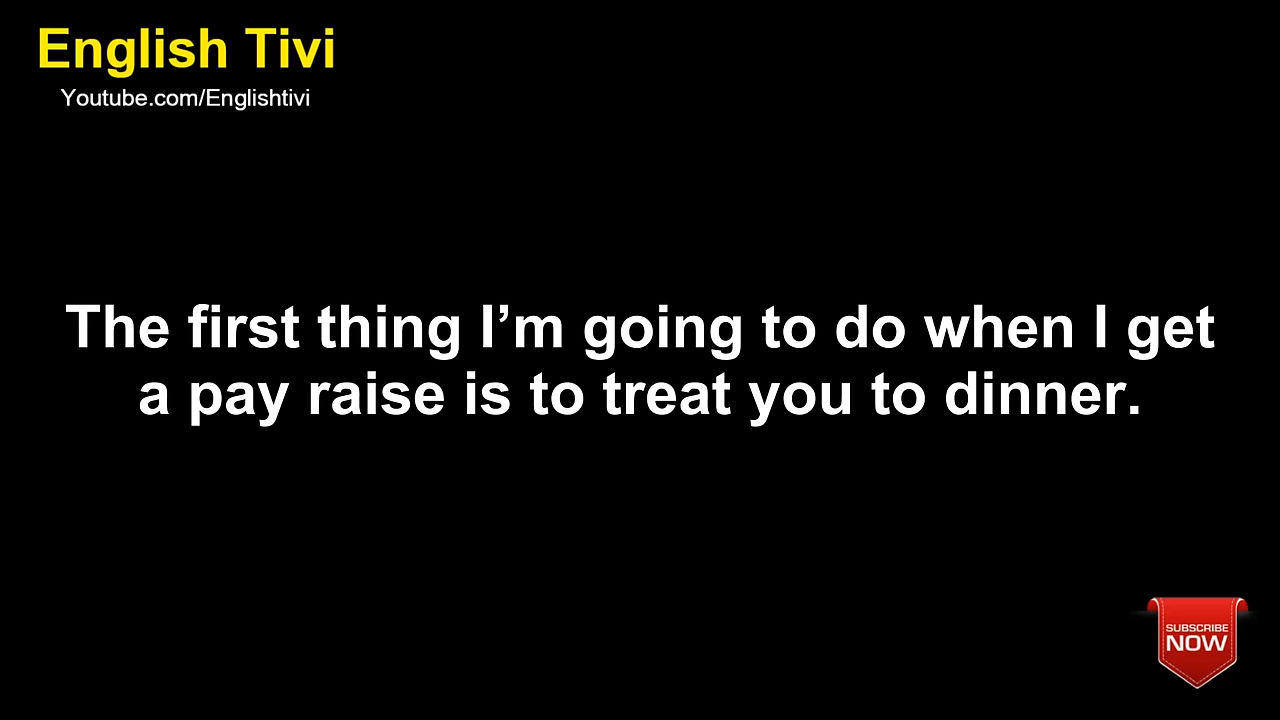 English Tivi
Youtube.com/Englishtivi
The first thing I’m going to do when I get
a pay raise is to treat you to dinner.
SUBSCRIBE
NOW